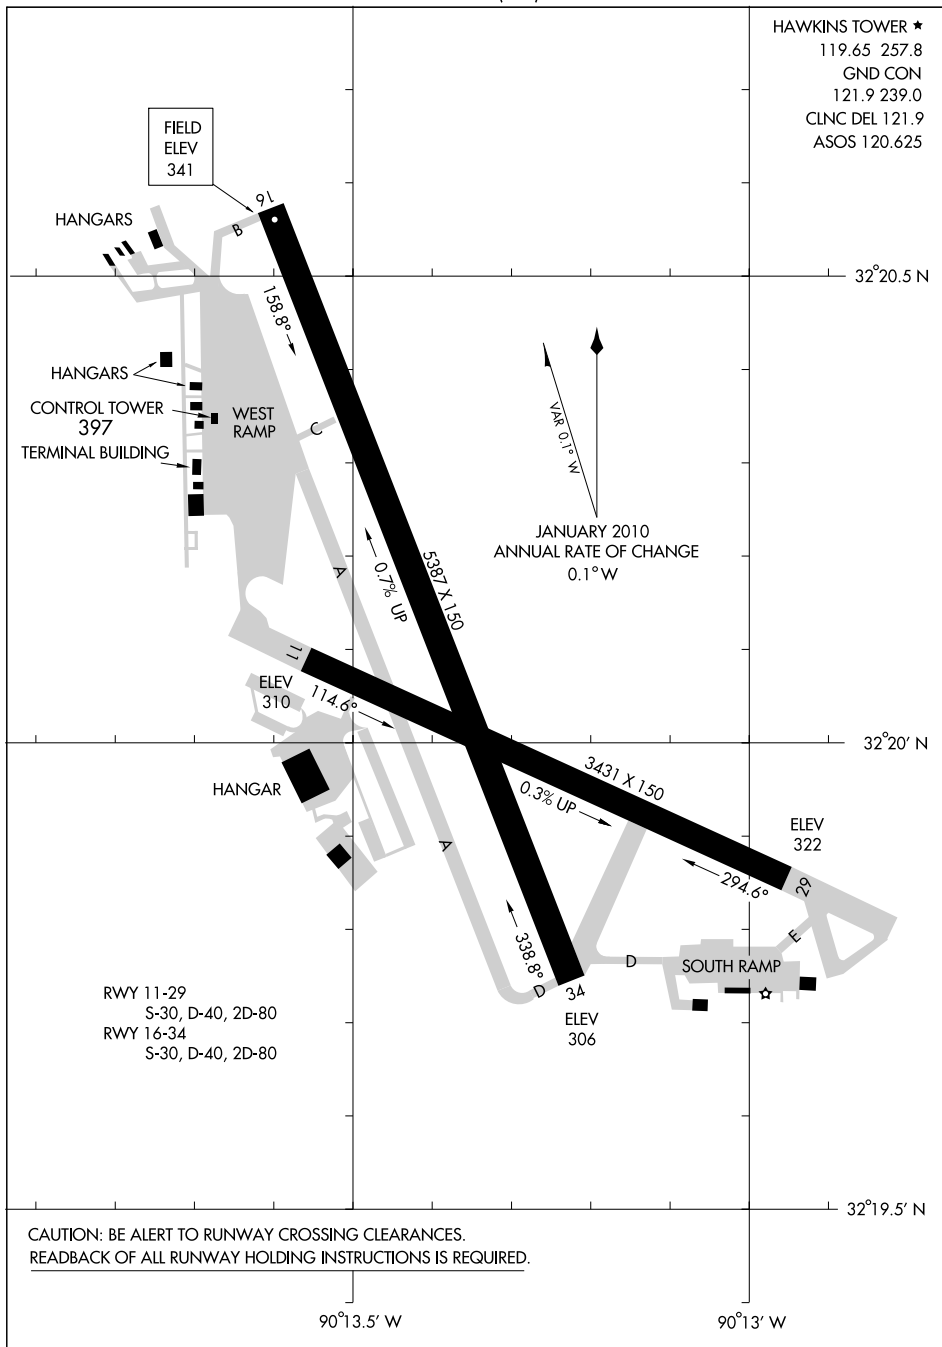 HAWKINS TOWER ★
119.65 257.8
GND CON
121.9 239.0
CLNC DEL 121.9
ASOS 120.625
FIELD
ELEV
341
16
HANGARS
B
32°20.5 N
158.8°
HANGARS
CONTROL TOWER
397
TERMINAL BUILDING
WEST
RAMP
C
VAR 0.1° W
JANUARY 2010
ANNUAL RATE OF CHANGE
0.1° W
A
0.7% UP
5387 X 150
11
ELEV
310
114.6°
32°20' N
HANGAR
3431 X 150
0.3% UP
ELEV
322
A
294.6°
29
E
338.8°
D
SOUTH RAMP
D
34
ELEV
306
RWY 11-29
S-30, D-40, 2D-80
RWY 16-34
S-30, D-40, 2D-80
32°19.5' N
CAUTION: BE ALERT TO RUNWAY CROSSING CLEARANCES.
READBACK OF ALL RUNWAY HOLDING INSTRUCTIONS IS REQUIRED.
90°13.5' W
90°13' W